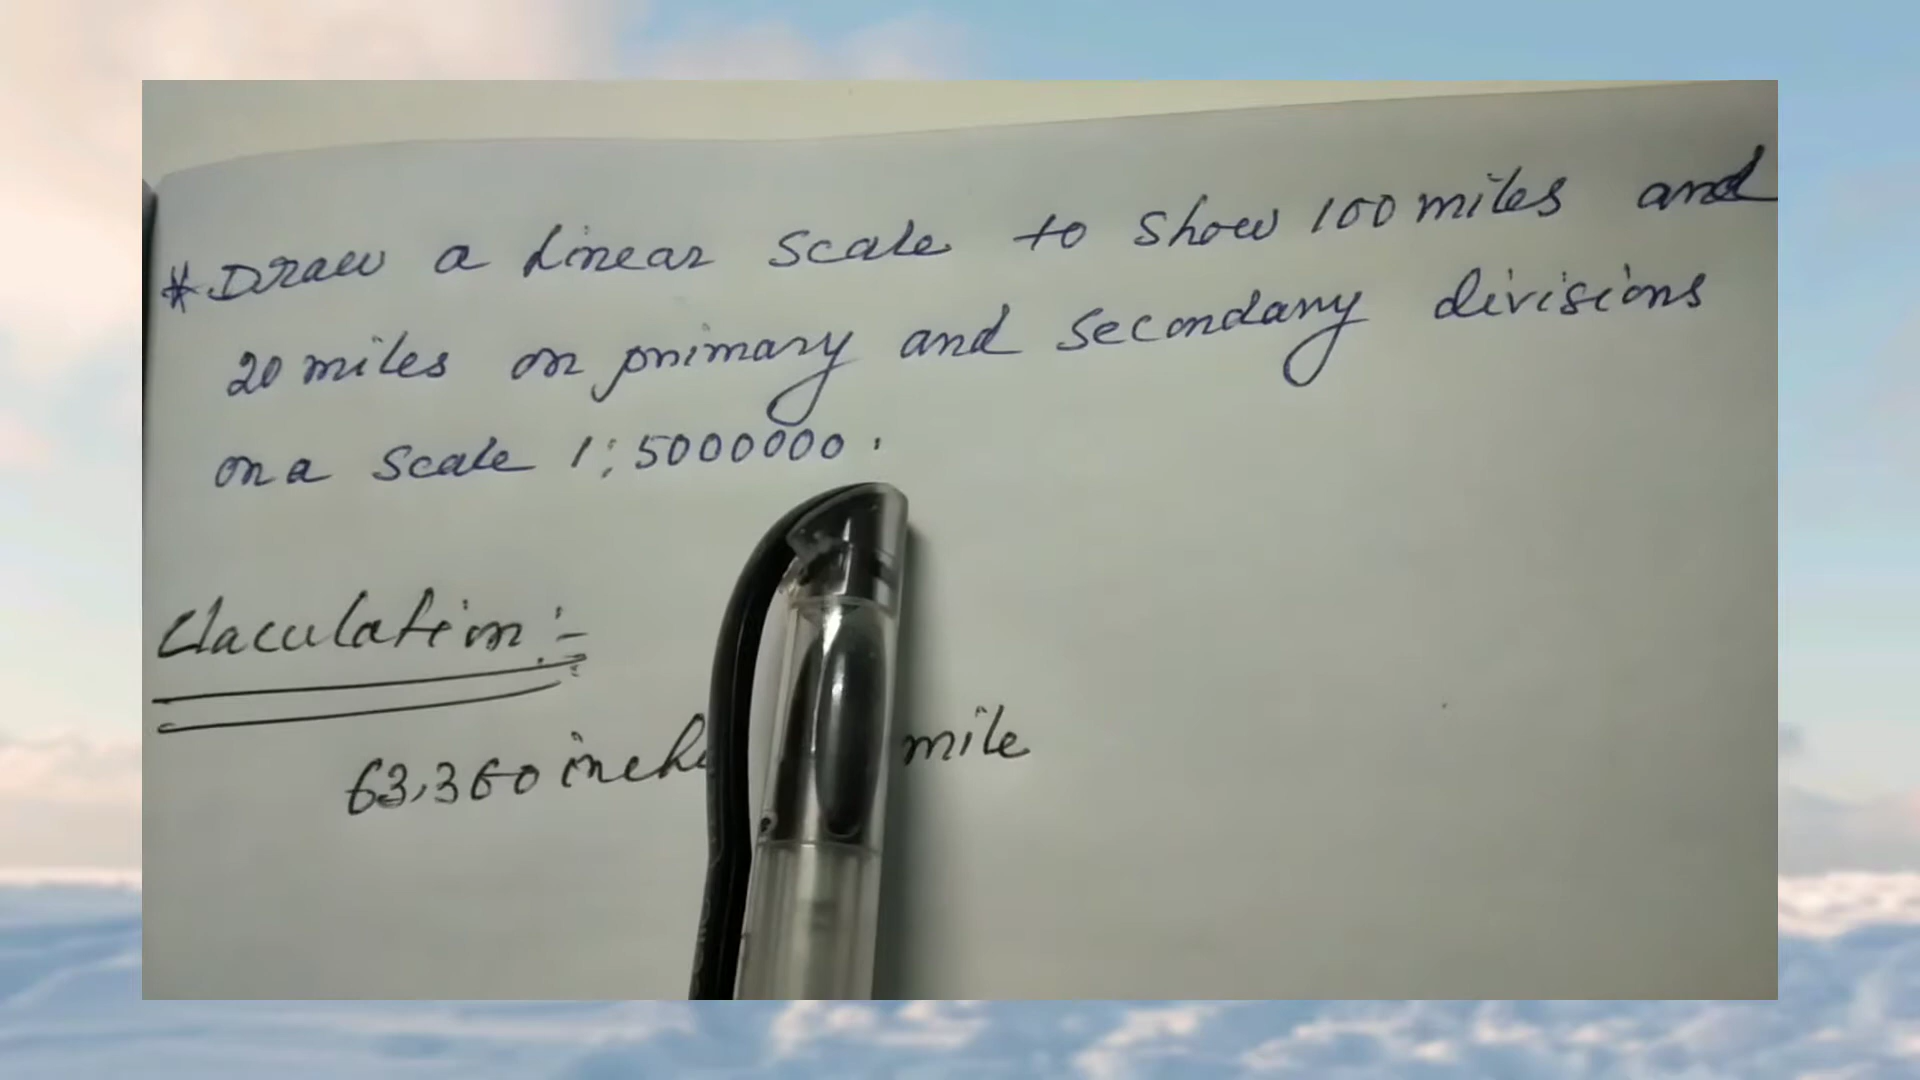 * Draw a linear scale to show 100 miles and
20 miles on primary and secondary divisions
on a scale 1:5000000.
Claculation:-
63,360 mile